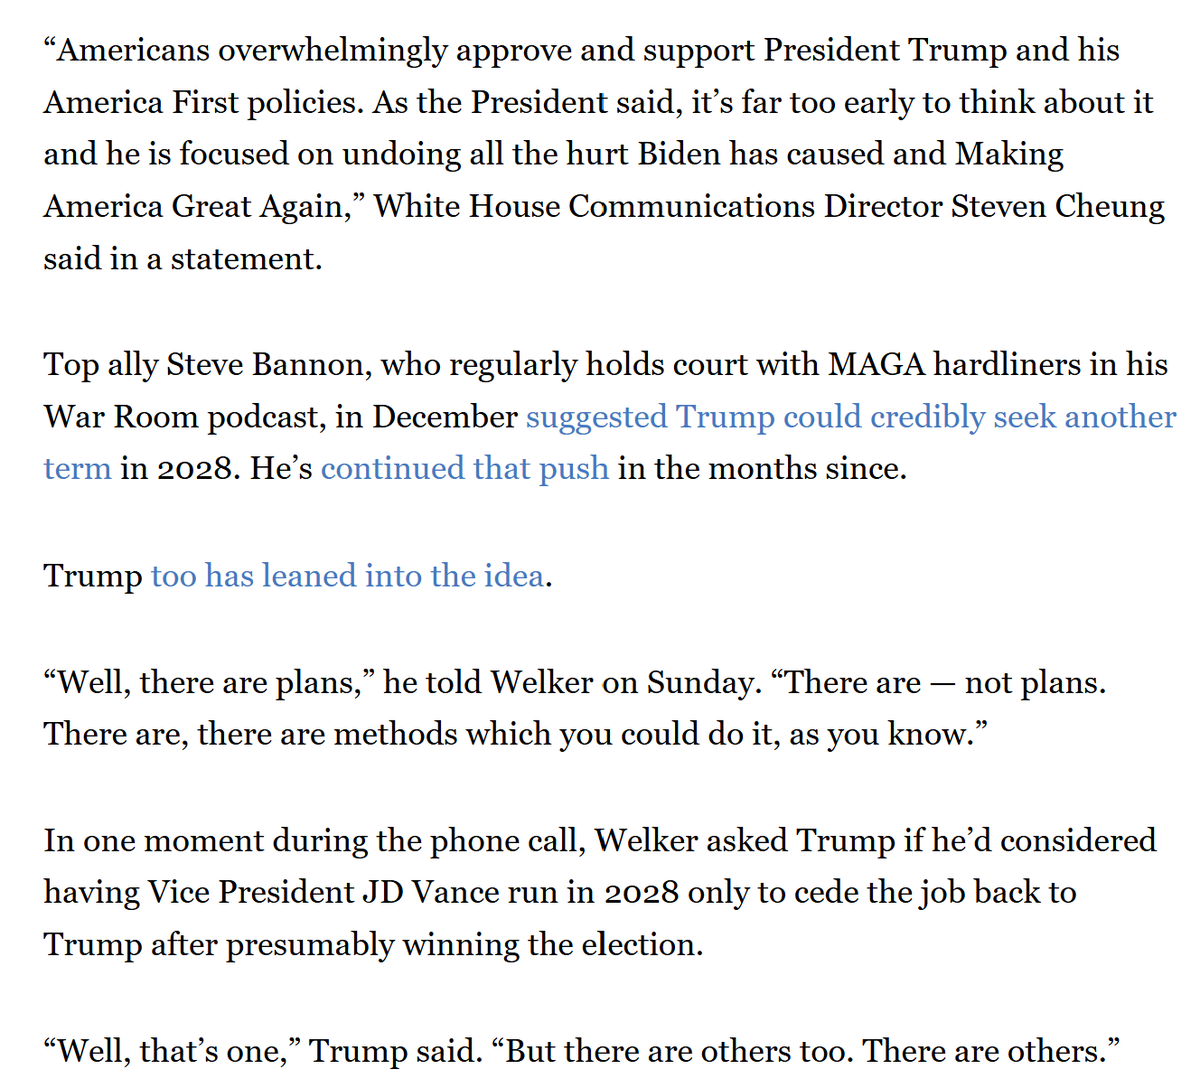 “Americans overwhelmingly approve and support President Trump and his
America First policies. As the President said, it’s far too early to think about it
and he is focused on undoing all the hurt Biden has caused and Making
America Great Again,” White House Communications Director Steven Cheung
said in a statement.
Top ally Steve Bannon, who regularly holds court with MAGA hardliners in his
War Room podcast, in December suggested Trump could credibly seek another
term in 2028. He’s continued that push in the months since.
Trump too has leaned into the idea.
“Well, there are plans,” he told Welker on Sunday. “There are — not plans.
There are, there are methods which you could do it, as you know.”
In one moment during the phone call, Welker asked Trump if he’d considered
having Vice President JD Vance run in 2028 only to cede the job back to
Trump after presumably winning the election.
“Well, that’s one,” Trump said. “But there are others too. There are others.”